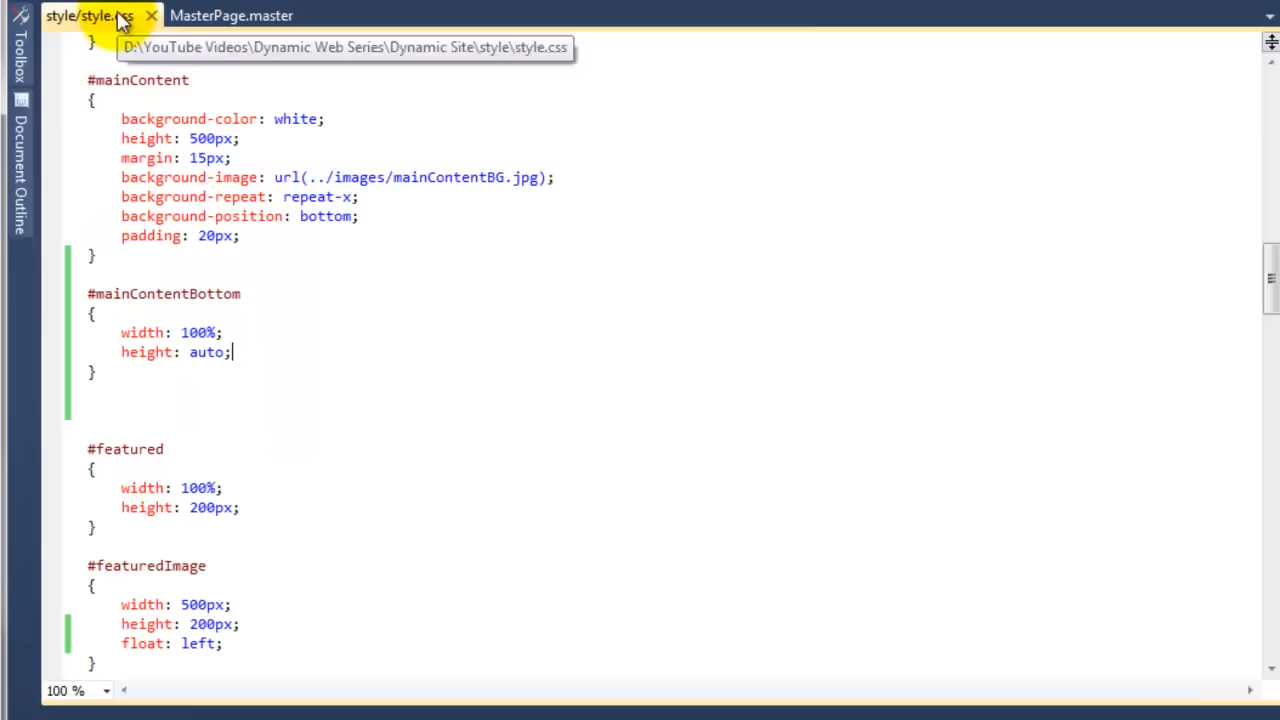 style/style.css MasterPage.master
D:\YouTube Videos\Dynamic Web Series\Dynamic Site\style\style.css
Toolbox
Document Outline
}
#mainContent
{
background-color: white;
height: 500px;
margin: 15px;
background-image: url(../images/mainContentBG.jpg);
background-repeat: repeat-x;
background-position: bottom;
padding: 20px;
}
#mainContentBottom
{
width: 100%;
height: auto;
}
#featured
{
width: 100%;
height: 200px;
}
#featuredImage
{
width: 500px;
height: 200px;
float: left;
}
100 %